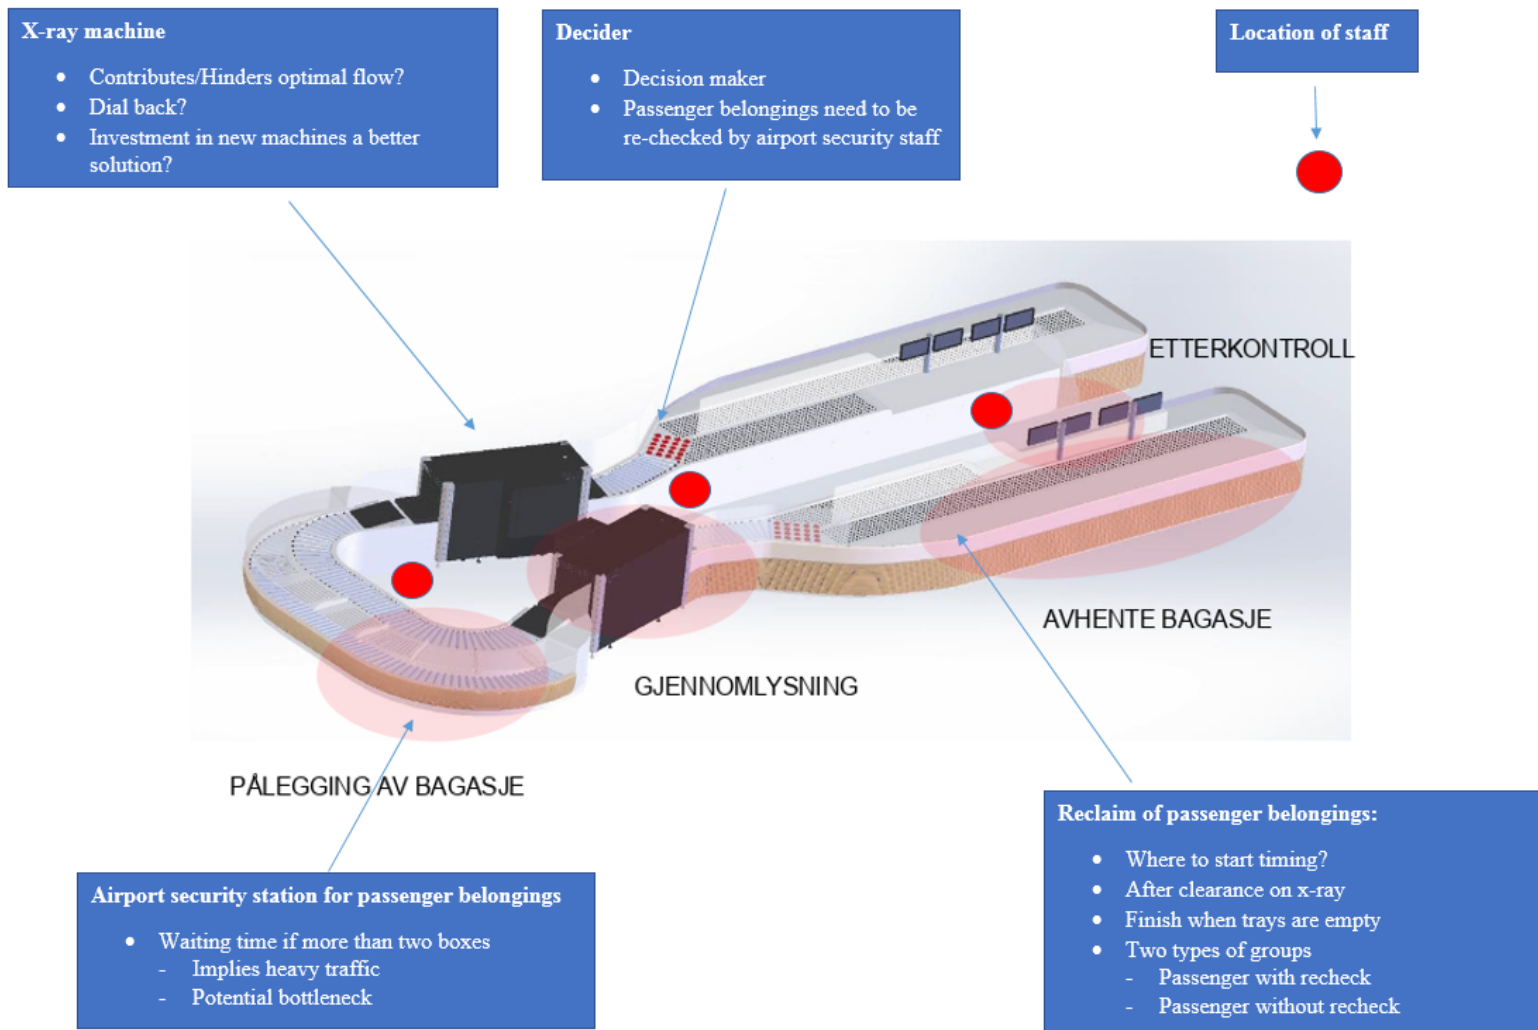 X-ray machine
• Contributes/Hinders optimal flow?
• Dial back?
• Investment in new machines a better
solution?
Decider
• Decision maker
• Passenger belongings need to be
re-checked by airport security staff
Location of staff
ETTERKONTROLL
AVHENTE BAGASJE
GJENNOMLYSNING
PÅLEGGING AV BAGASJE
Airport security station for passenger belongings
• Waiting time if more than two boxes
- Implies heavy traffic
- Potential bottleneck
Reclaim of passenger belongings:
• Where to start timing?
• After clearance on x-ray
• Finish when trays are empty
• Two types of groups
- Passenger with recheck
- Passenger without recheck